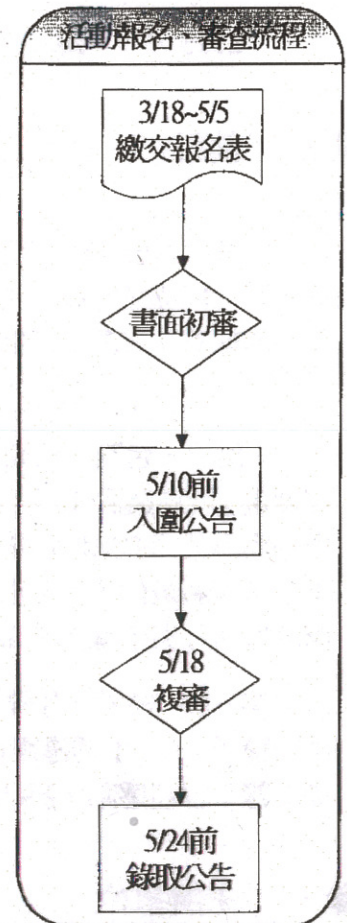 活動報名、審查流程
3/18~5/5
繳交報名表
書面初審
5/10前
入圍公告
5/18
複審
5/24前
錄取公告